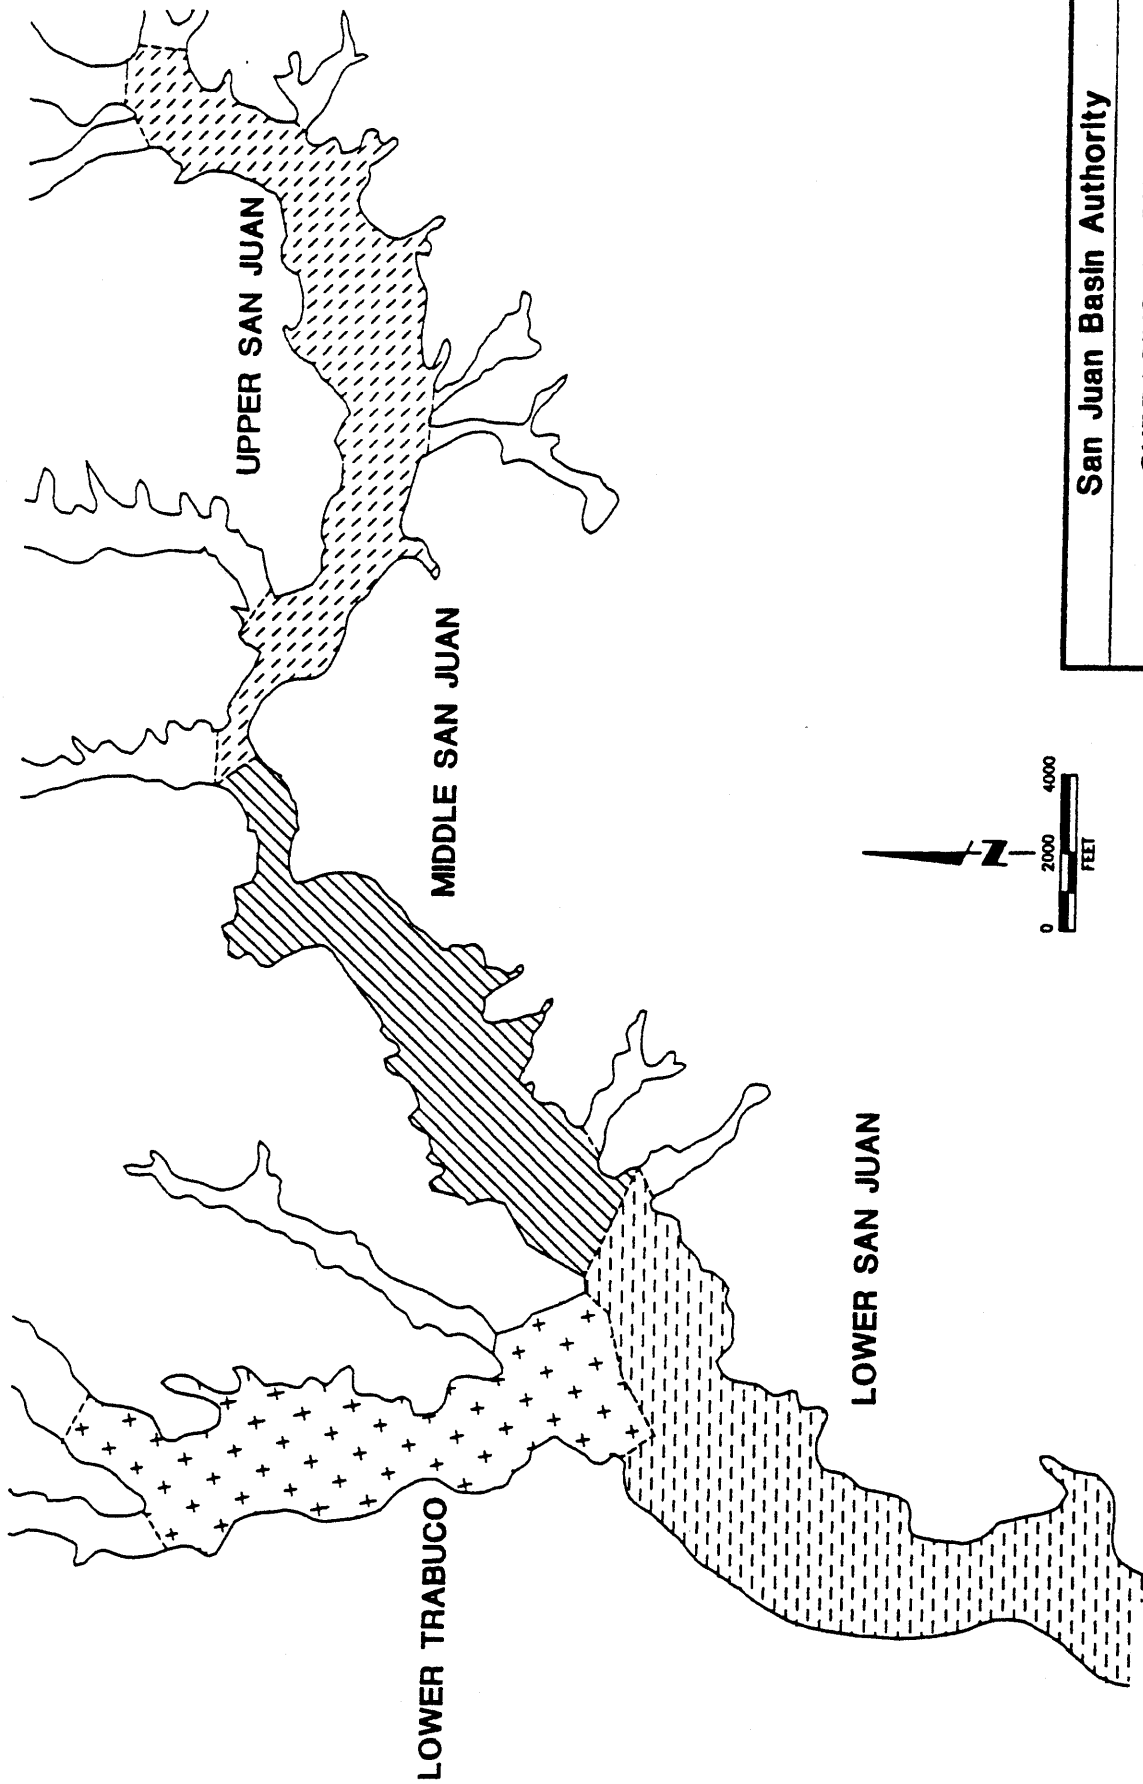 UPPER SAN JUAN
MIDDLE SAN JUAN
LOWER TRABUCO
LOWER SAN JUAN
N
0 2000 4000
FEET
San Juan Basin Authority